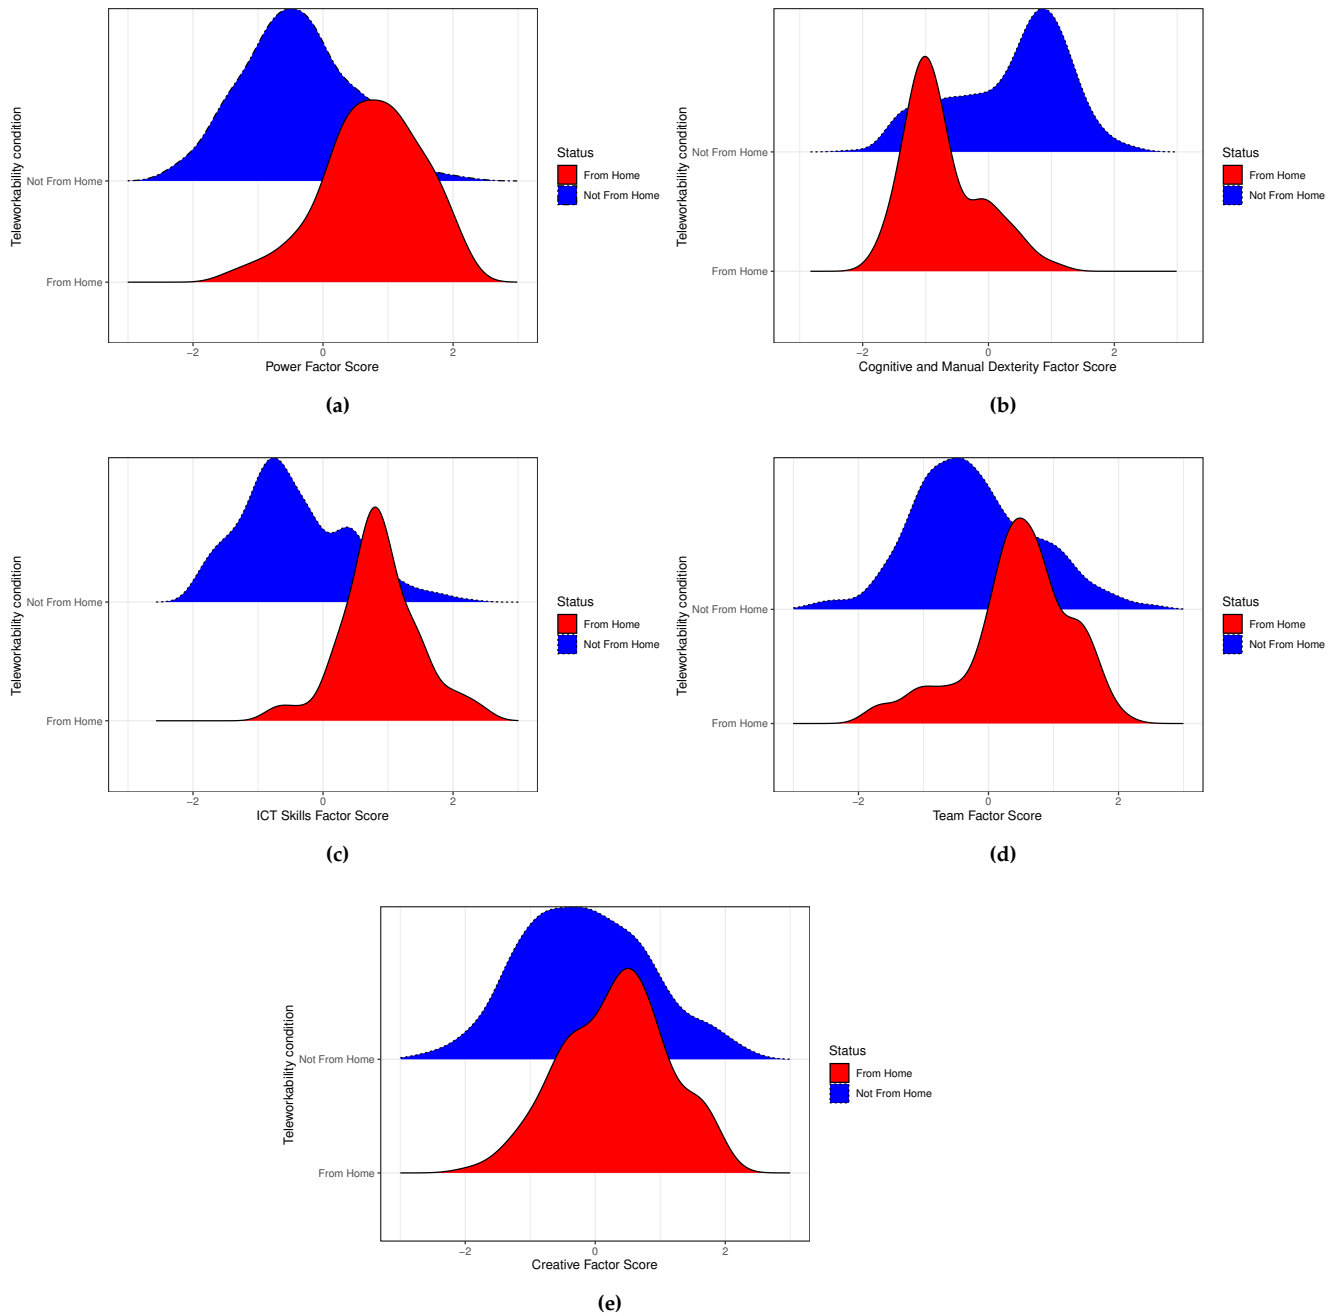 Teleworkability condition
Not From Home
From Home
−2 0 2
Power Factor Score
Status
From Home
Not From Home
(a)
Teleworkability condition
Not From Home
From Home
−2 0 2
Cognitive and Manual Dexterity Factor Score
Status
From Home
Not From Home
(b)
Teleworkability condition
Not From Home
From Home
−2 0 2
ICT Skills Factor Score
Status
From Home
Not From Home
(c)
Teleworkability condition
Not From Home
From Home
−2 0 2
Team Factor Score
Status
From Home
Not From Home
(d)
Teleworkability condition
Not From Home
From Home
−2 0 2
Creative Factor Score
Status
From Home
Not From Home
(e)